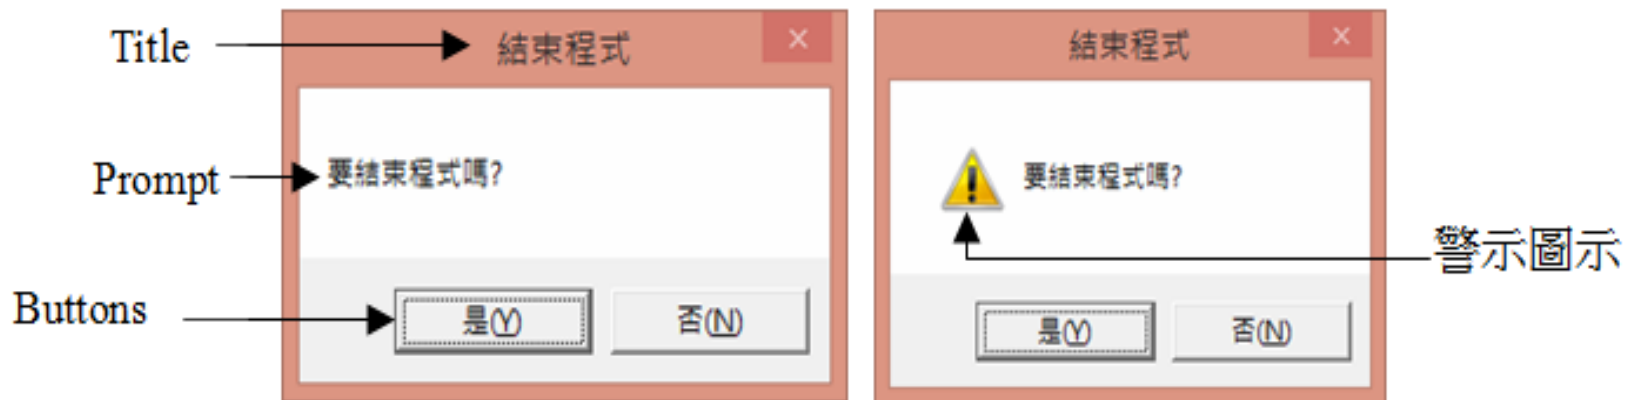 Title
結束程式
×
Prompt
要結束程式嗎?
Buttons
是(Y)
否(N)
結束程式
×
要結束程式嗎?
警示圖示
是(Y)
否(N)